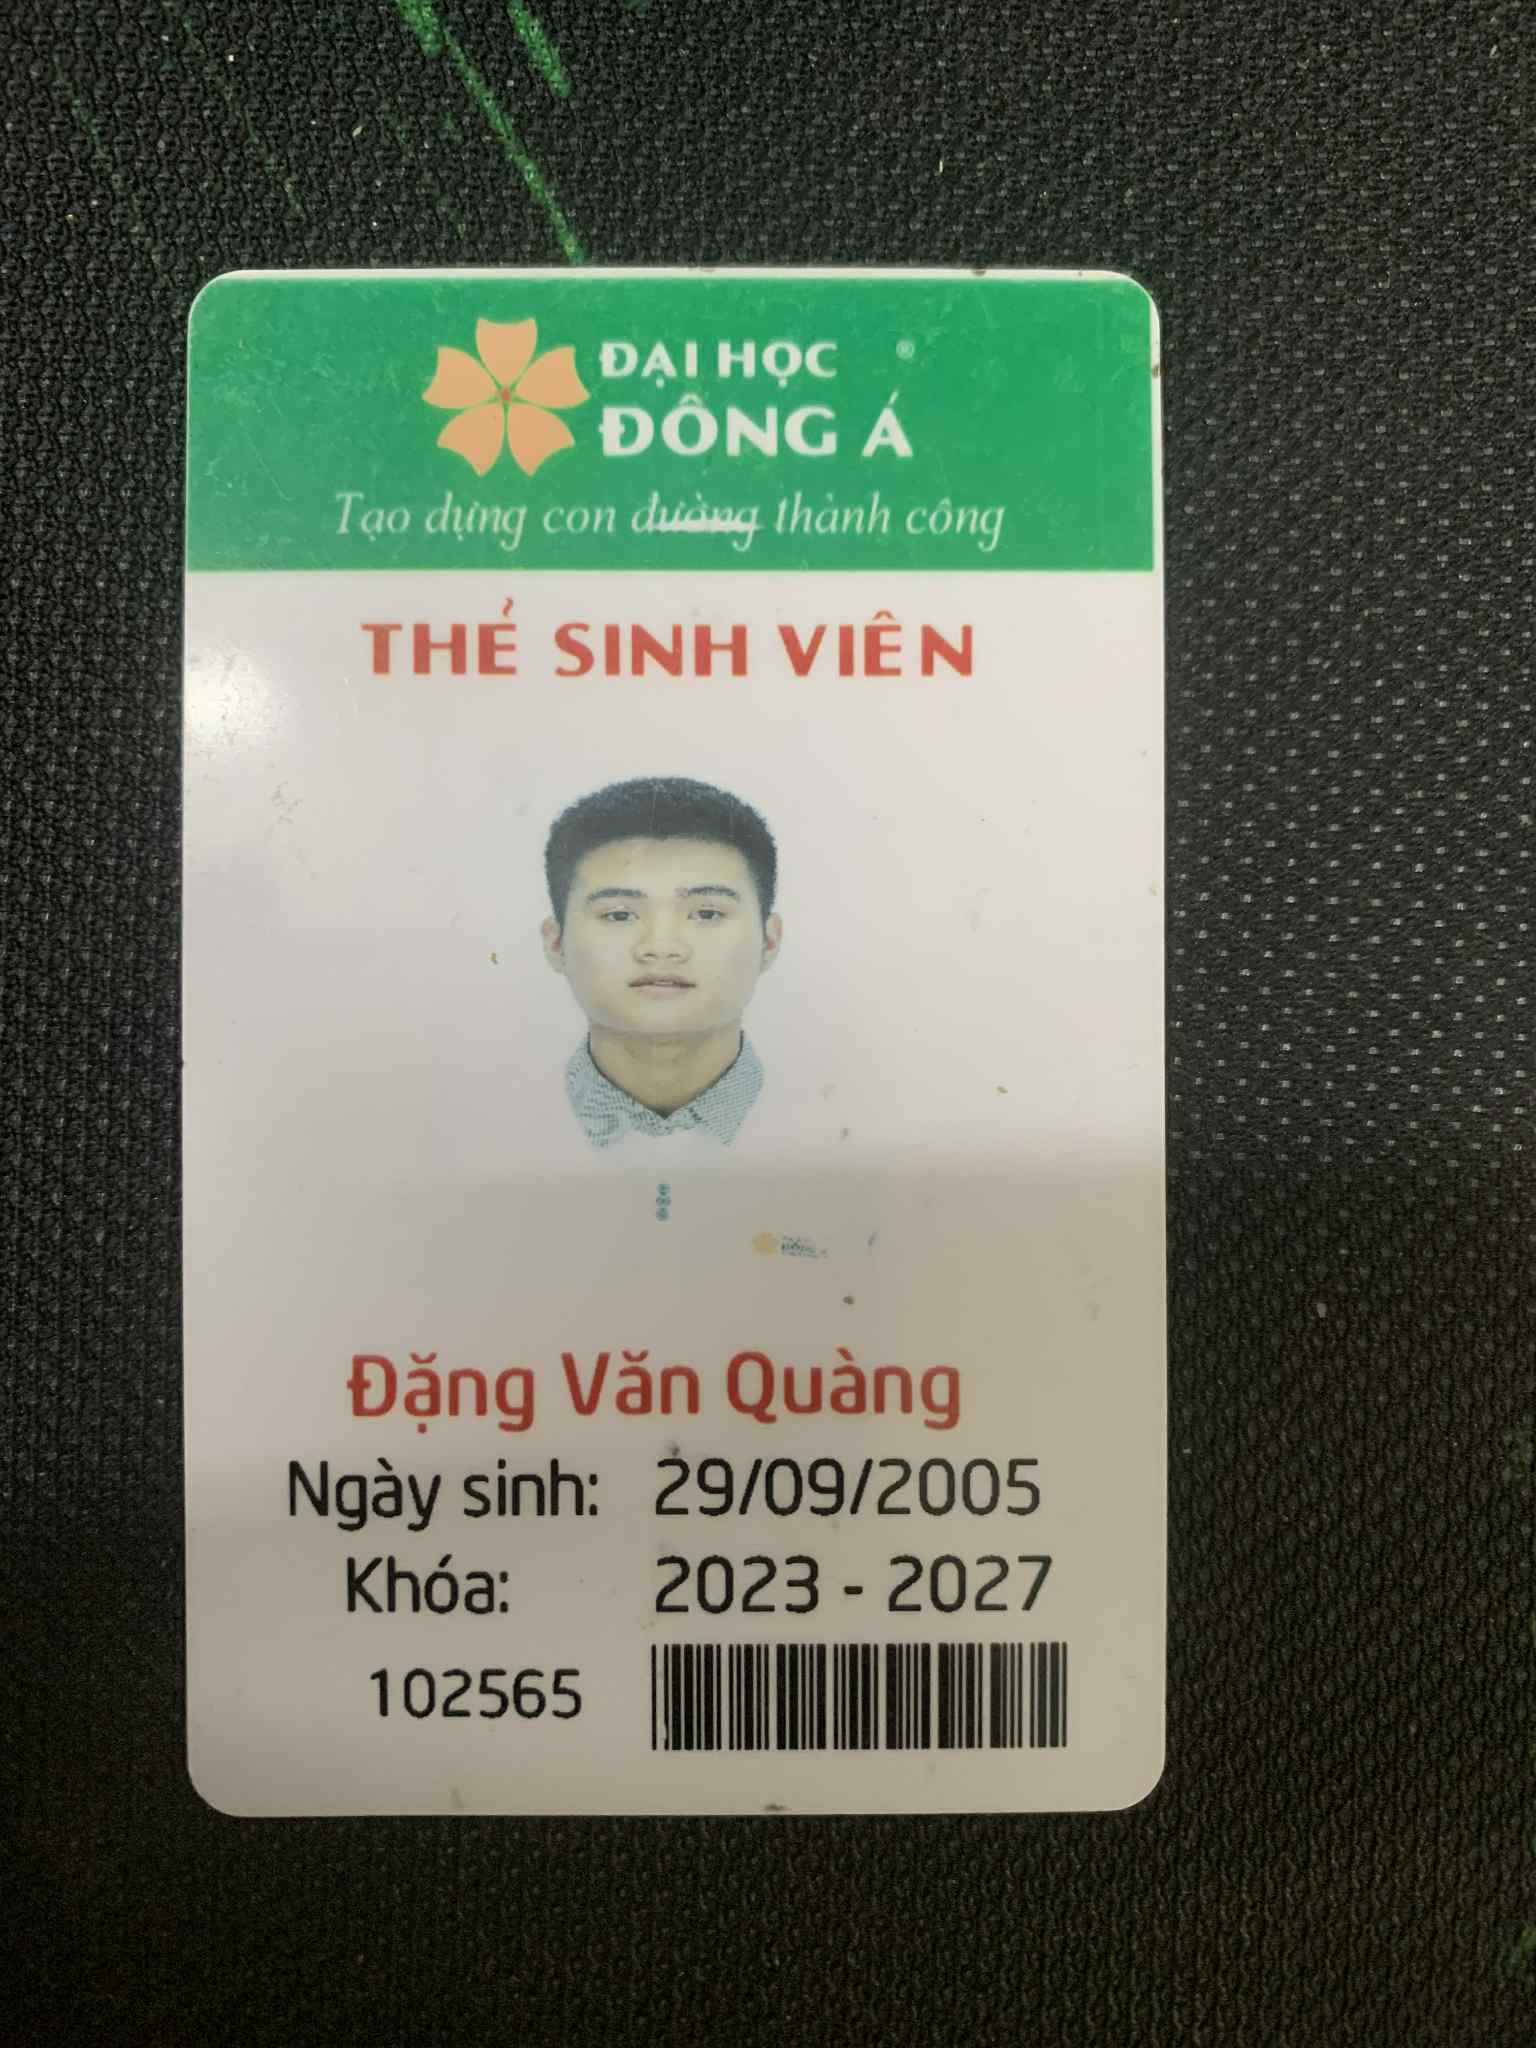 ĐẠI HỌC ®
ĐÔNG Á
Tạo dựng con đường thành công
THẺ SINH VIÊN
Đặng Văn Quàng
Ngày sinh: 29/09/2005
Khóa: 2023 - 2027
102565